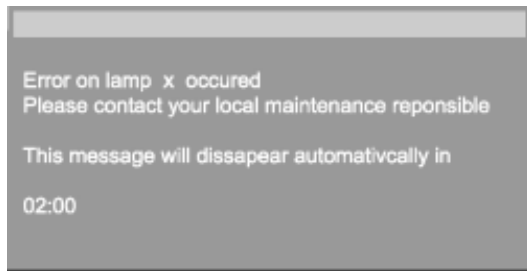 Error on lamp x occured
Please contact your local maintenance reponsible
This message will dissapear automativcally in
02:00